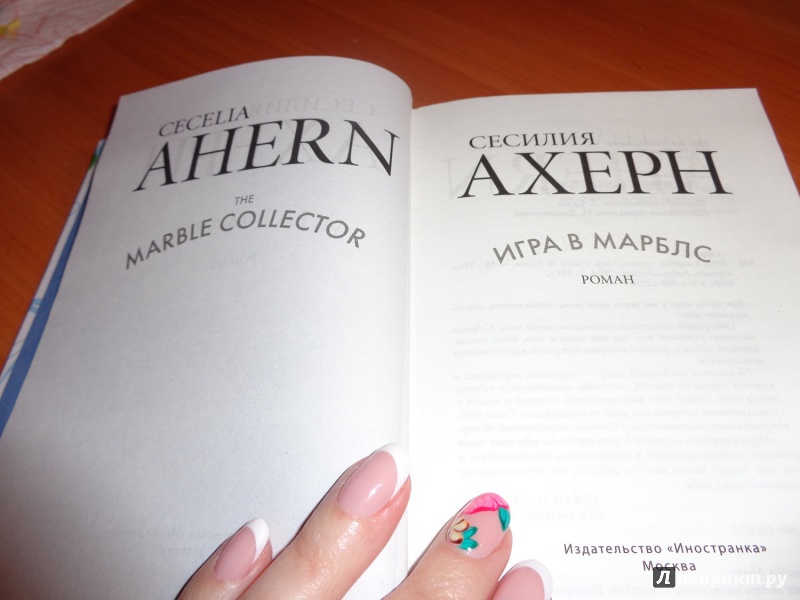 CECELIA
AHERN
THE
MARBLE COLLECTOR
СЕСИЛИЯ
АХЕРН
ИГРА В МАРБЛС
РОМАН
Издательство «Иностранка»
Москва
Лабиринт.ру